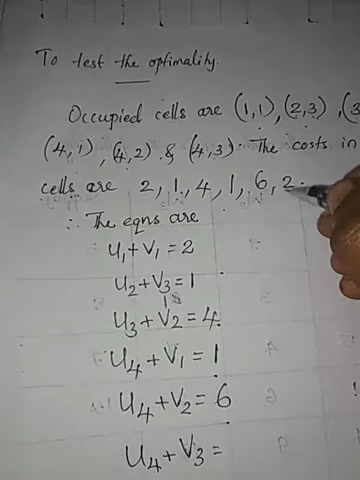 To test the optimality.
Occupied cells are (1,1), (2,3), (3
(4,1), (4,2) & (4,3). The costs in
cells are 2, 1, 4, 1, 6, 2.
∴ The eqns are
U₁+V₁=2
U₂+V₃=1
U₃+V₂=4.
U₄+V₁=1
U₄+V₂=6
U₄+V₃=